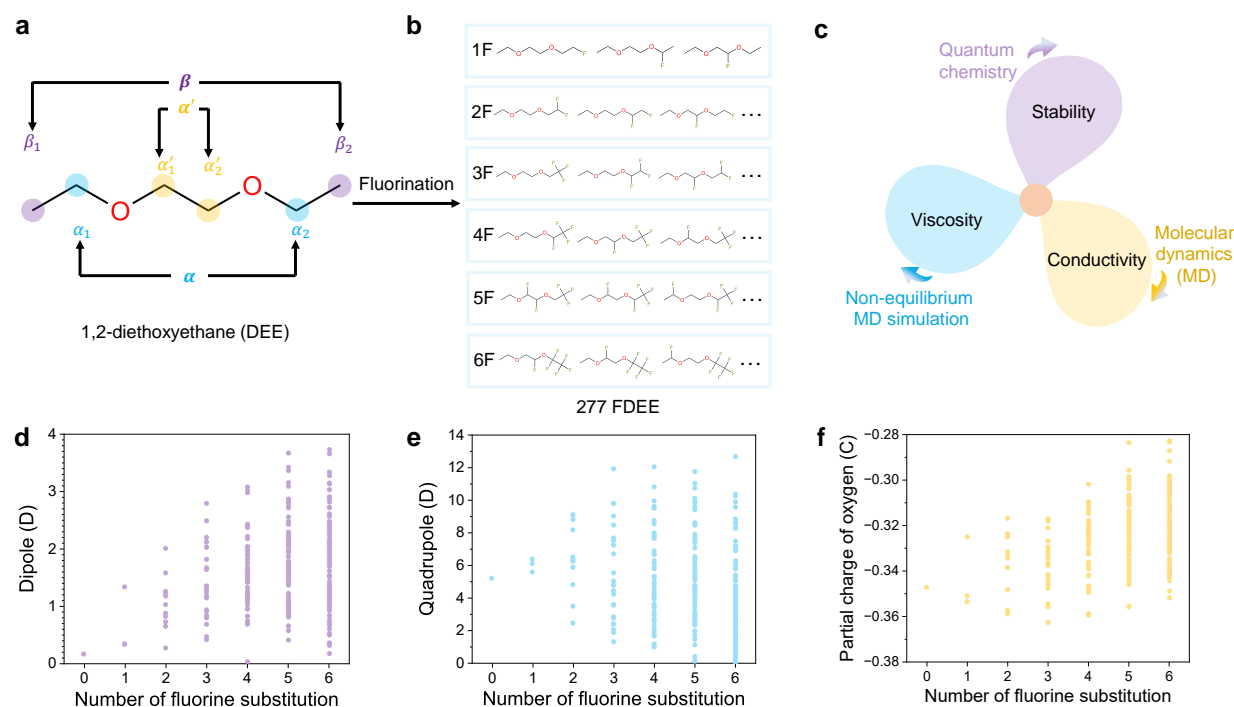 a
β
α′
β₁
β₂
α′₁
α′₂
O
O
α₁
α₂
α
1,2-diethoxyethane (DEE)
Fluorination
b
1F
2F
...
3F
...
4F
...
5F
...
6F
...
277 FDEE
c
Quantum
chemistry
Stability
Viscosity
Conductivity
Molecular
dynamics
(MD)
Non-equilibrium
MD simulation
d
4
3
2
1
0
Dipole (D)
0 1 2 3 4 5 6
Number of fluorine substitution
e
14
12
10
8
6
4
2
0
Quadrupole (D)
0 1 2 3 4 5 6
Number of fluorine substitution
f
−0.28
−0.30
−0.32
−0.34
−0.36
−0.38
Partial charge of oxygen (C)
0 1 2 3 4 5 6
Number of fluorine substitution